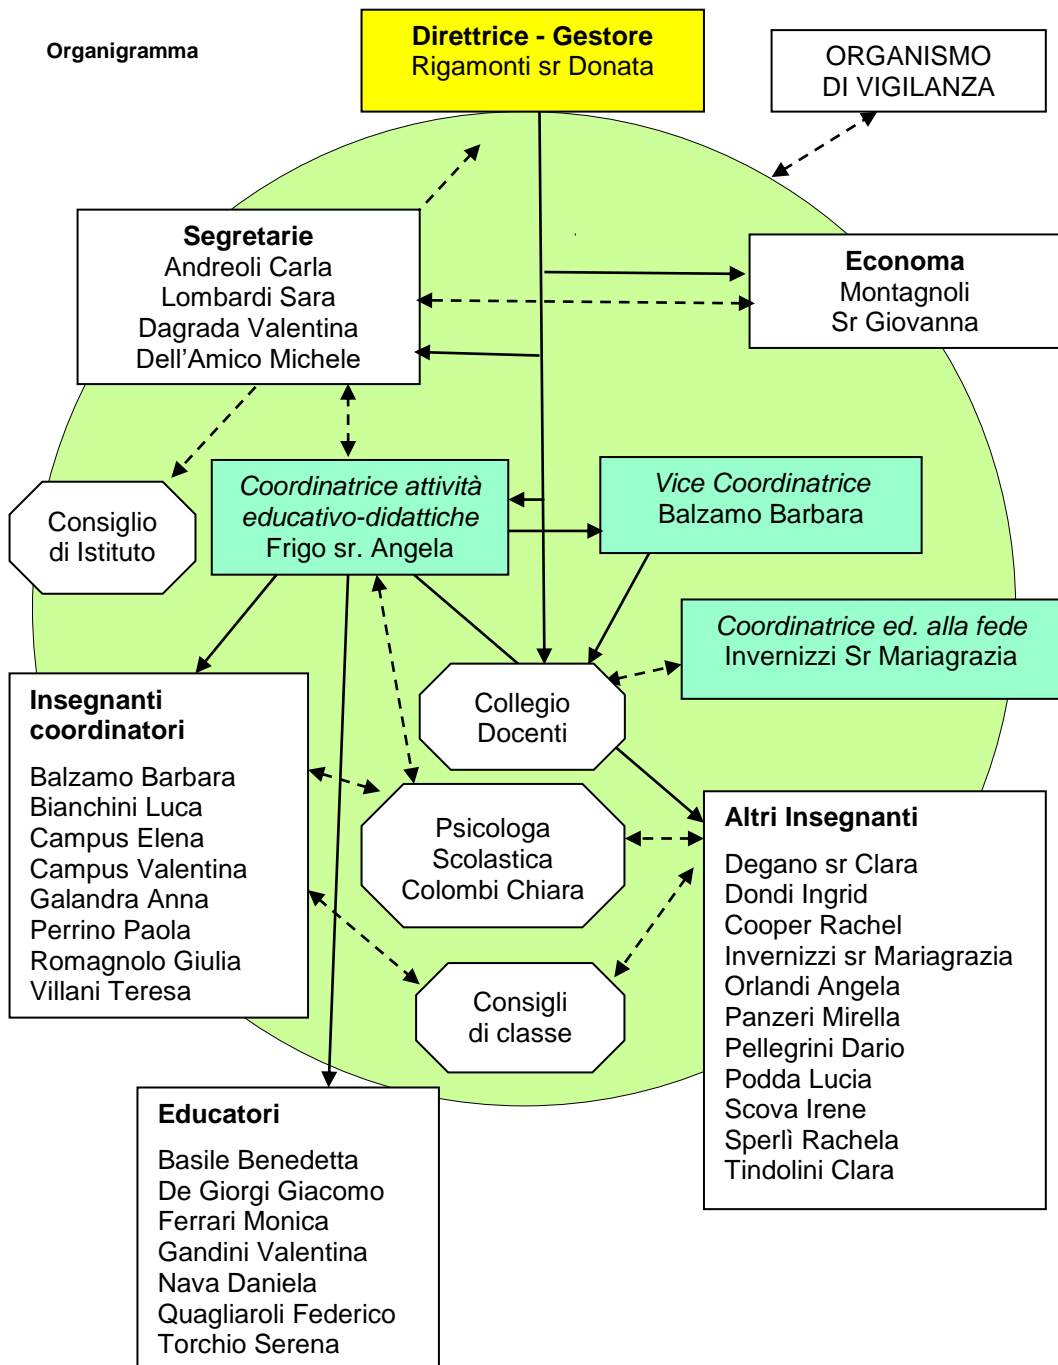 Organigramma
Direttrice - Gestore
Rigamonti sr Donata
ORGANISMO
DI VIGILANZA
Segretarie
Andreoli Carla
Lombardi Sara
Dagrada Valentina
Dell'Amico Michele
Economa
Montagnoli
Sr Giovanna
Consiglio
di Istituto
Coordinatrice attività
educativo-didattiche
Frigo sr. Angela
Vice Coordinatrice
Balzamo Barbara
Coordinatrice ed. alla fede
Invernizzi Sr Mariagrazia
Insegnanti
coordinatori
Balzamo Barbara
Bianchini Luca
Campus Elena
Campus Valentina
Galandra Anna
Perrino Paola
Romagnolo Giulia
Villani Teresa
Collegio
Docenti
Psicologa
Scolastica
Colombi Chiara
Consigli
di classe
Altri Insegnanti
Degano sr Clara
Dondi Ingrid
Cooper Rachel
Invernizzi sr Mariagrazia
Orlandi Angela
Panzeri Mirella
Pellegrini Dario
Podda Lucia
Scova Irene
Sperlì Rachela
Tindolini Clara
Educatori
Basile Benedetta
De Giorgi Giacomo
Ferrari Monica
Gandini Valentina
Nava Daniela
Quagliaroli Federico
Torchio Serena